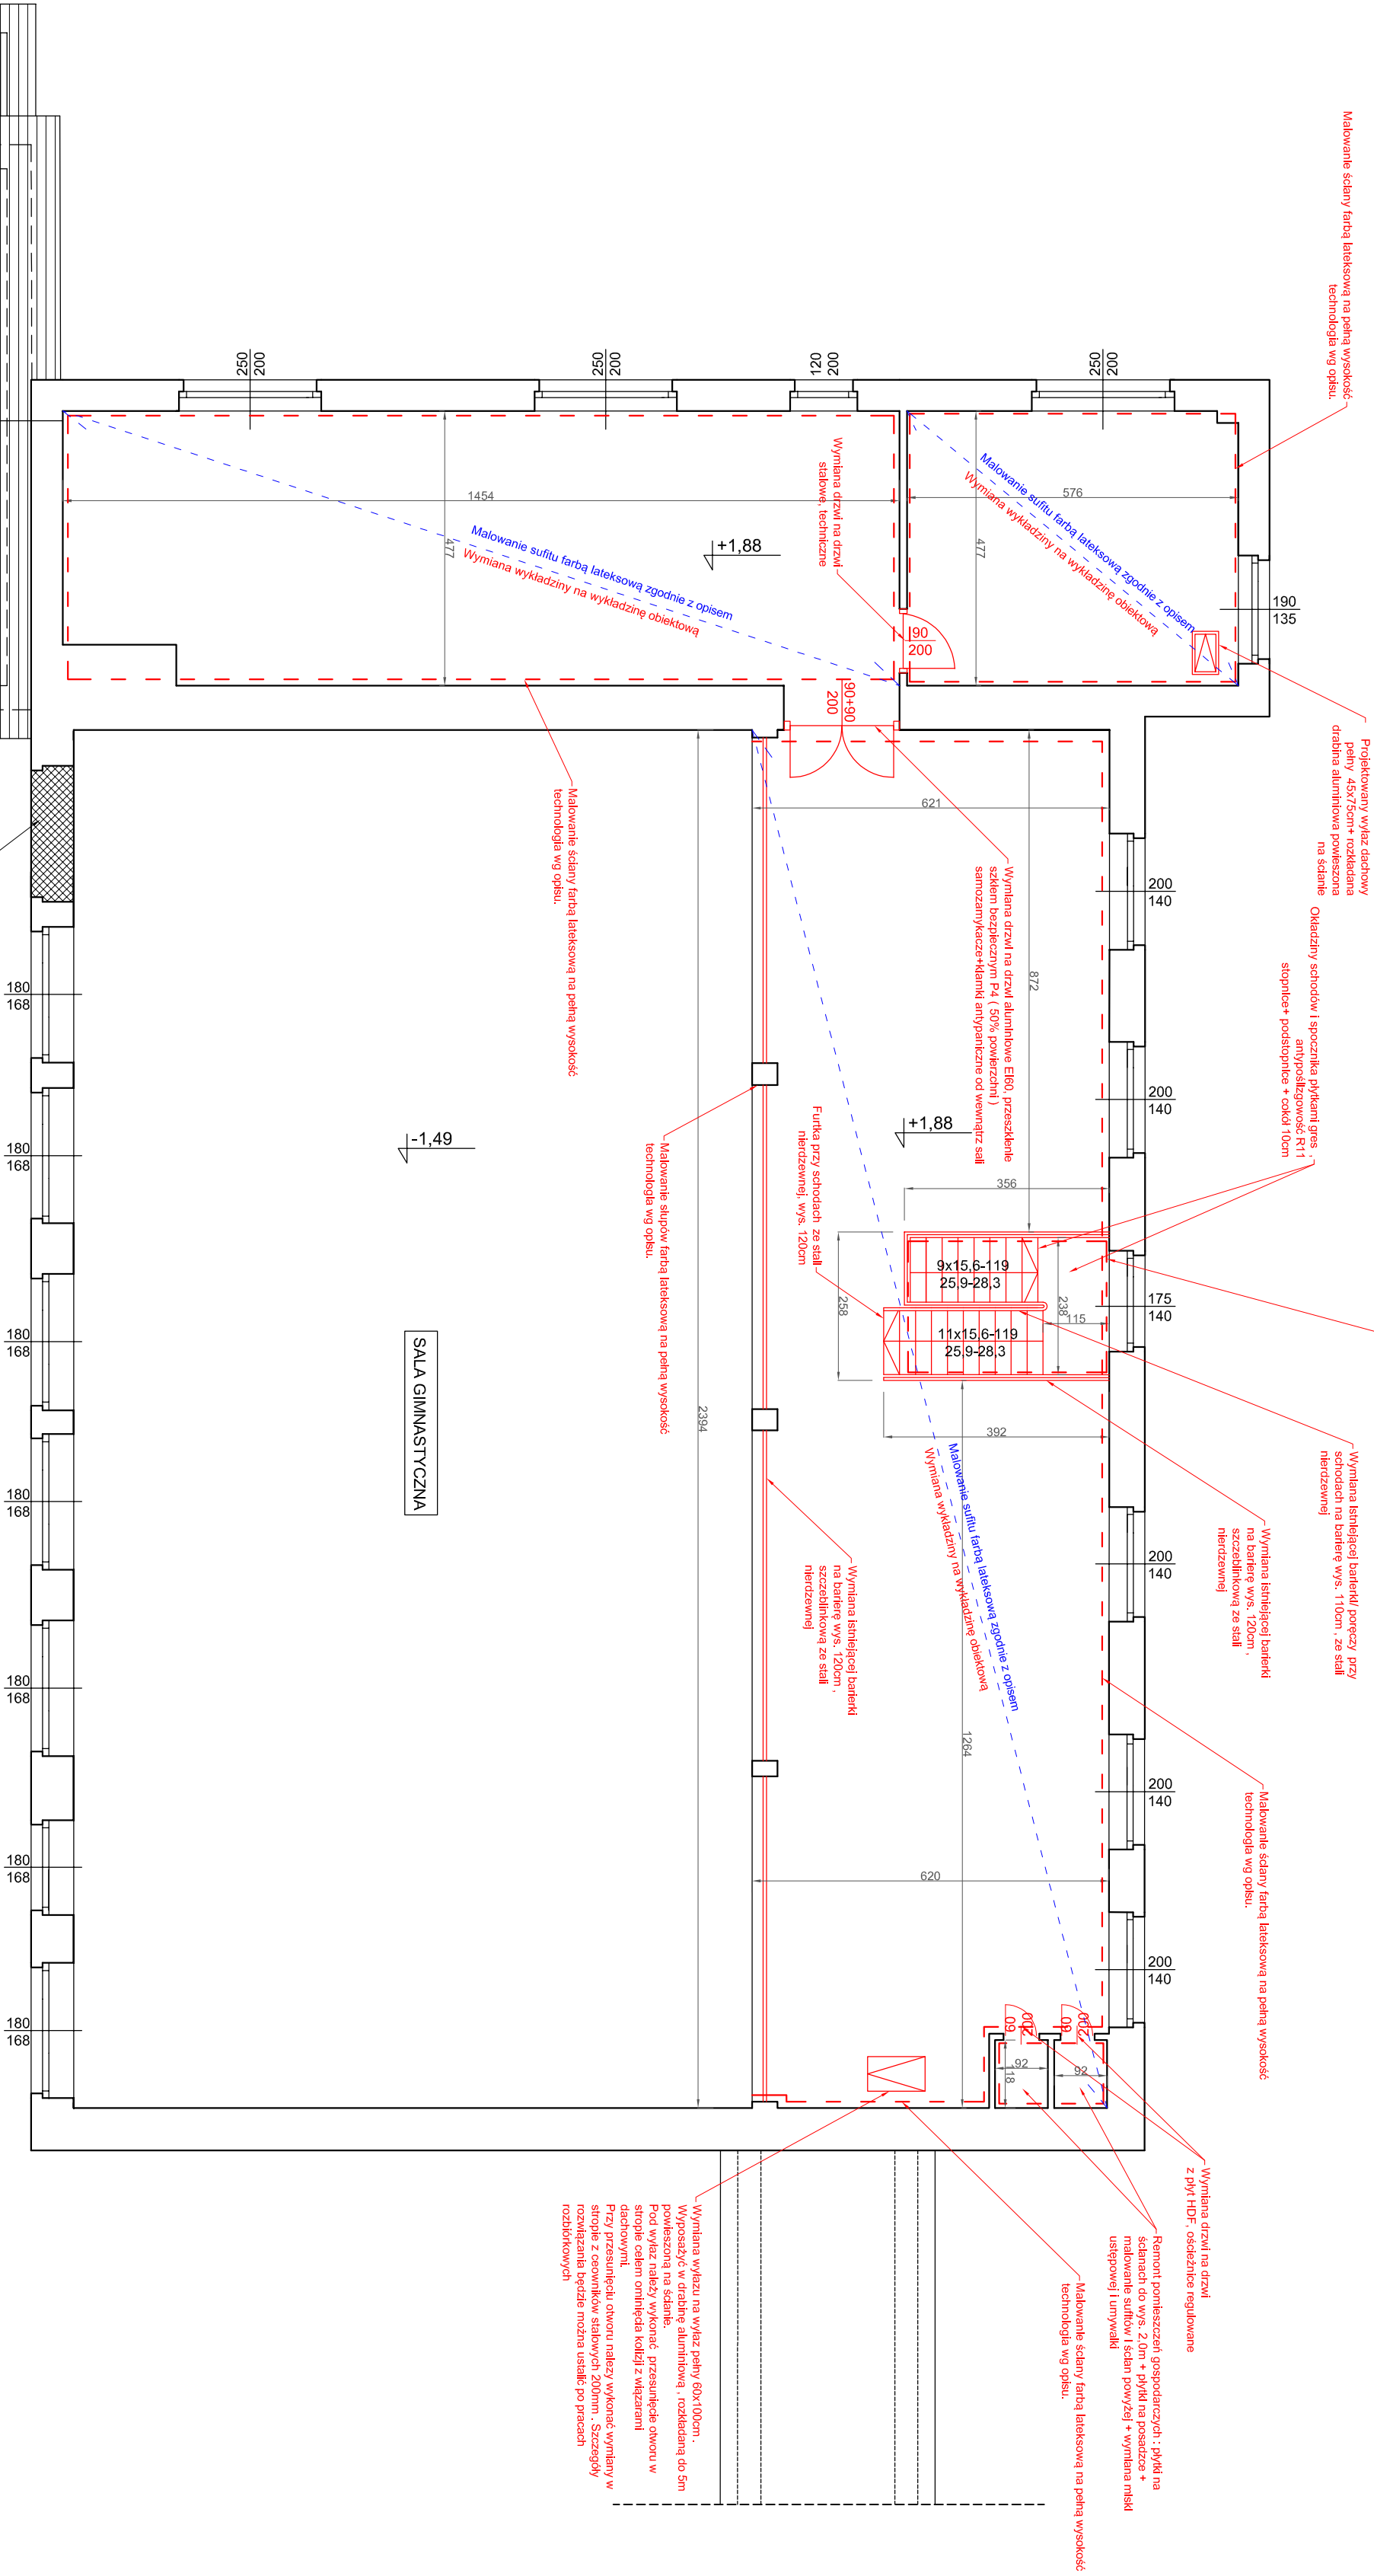 Malowanie ściany farbą lateksową na pełną wysokość
technologia wg opisu.
Projektowany wyłaz dachowy
pełny 45x75cm+ rozkładana
drabina aluminiowa powieszona
na ścianie
Okładziny schodów i spocznika płytkami gres ,
antypoślizgowość R11
stopnice+ podstopnice + cokół 10cm
Wymiana istniejącej barierki/ poręczy przy
schodach na barierę wys. 110cm , ze stali
nierdzewnej
Wymiana istniejącej barierki
na barierę wys. 120cm ,
szczeblinkową ze stali
nierdzewnej
Malowanie ściany farbą lateksową na pełną wysokość
technologia wg opisu.
Wymiana drzwi na drzwi
z płyt HDF, ościeżnice regulowane
Remont pomieszczeń gospodarczych : płytki na
ścianach do wys. 2,0m + płytki na posadzce +
malowanie sufitów i ścian powyżej + wymiana miski
ustępowej i umywalki
Malowanie ściany farbą lateksową na pełną wysokość
technologia wg opisu.
190
135
250
200
120
200
250
200
250
200
200
140
200
140
175
140
200
140
200
140
200
140
576
477
Malowanie sufitu farbą lateksową zgodnie z opisem
Wymiana wykładziny na wykładzinę obiektową
Wymiana drzwi na drzwi
stalowe, techniczne
90
200
90+90
200
1454
477
+1,88
Malowanie sufitu farbą lateksową zgodnie z opisem
Wymiana wykładziny na wykładzinę obiektową
621
872
Wymiana drzwi na drzwi aluminiowe EI60, przeszklenie
szkłem bezpiecznym P4 ( 50% powierzchni )
samozamykacze+klamki antypaniczne od wewnątrz sali
+1,88
356
Furtka przy schodach ze stali
nierdzewnej, wys. 120cm
9x15,6-119
25,9-28,3
11x15,6-119
25,9-28,3
238
115
258
392
Malowanie sufitu farbą lateksową zgodnie z opisem
Wymiana wykładziny na wykładzinę obiektową
1264
620
60
200
60
200
92
92
118
Malowanie ściany farbą lateksową na pełną wysokość
technologia wg opisu.
Malowanie słupów farbą lateksową na pełną wysokość
technologia wg opisu.
Wymiana istniejącej barierki
na barierę wys. 120cm ,
szczeblinkową ze stali
nierdzewnej
2394
-1,49
SALA GIMNASTYCZNA
Wymiana wyłazu na wyłaz pełny 60x100cm .
Wyposażyć w drabinę aluminiową , rozkładaną do 5m
powieszoną na ścianie.
Pod wyłaz należy wykonać przesunięcie otworu w
stropie celem ominięcia kolizji z wiązarami
dachowymi.
Przy przesunięciu otworu nalezy wykonać wymiany w
stropie z ceowników stalowych 200mm . Szczegóły
rozwiązania będzie można ustalić po pracach
rozbiórkowych
180
168
180
168
180
168
180
168
180
168
180
168
180
168